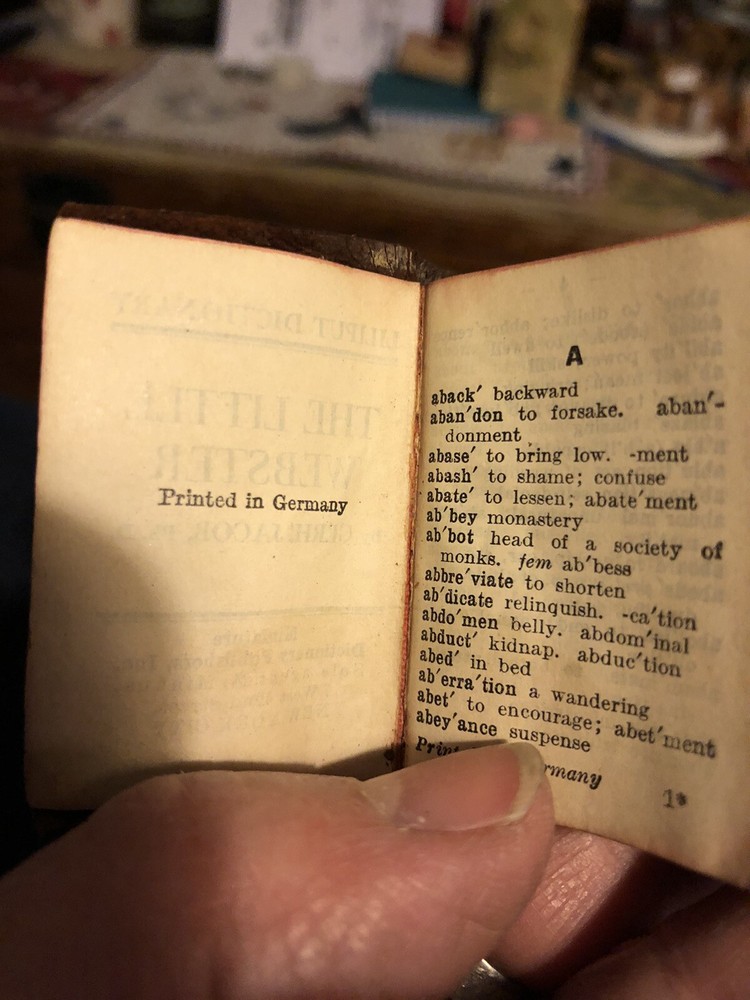 Printed in Germany
A
aback′ backward
aban′don to forsake. aban′-
donment
abase′ to bring low. -ment
abash′ to shame; confuse
abate′ to lessen; abate′ment
ab′bey monastery
ab′bot head of a society of
monks. fem ab′bess
abbre′viate to shorten
ab′dicate relinquish. -ca′tion
abdo′men belly. abdom′inal
abduct′ kidnap. abduc′tion
abed′ in bed
ab′erra′tion a wandering
abet′ to encourage; abet′ment
abey′ance suspense
1*